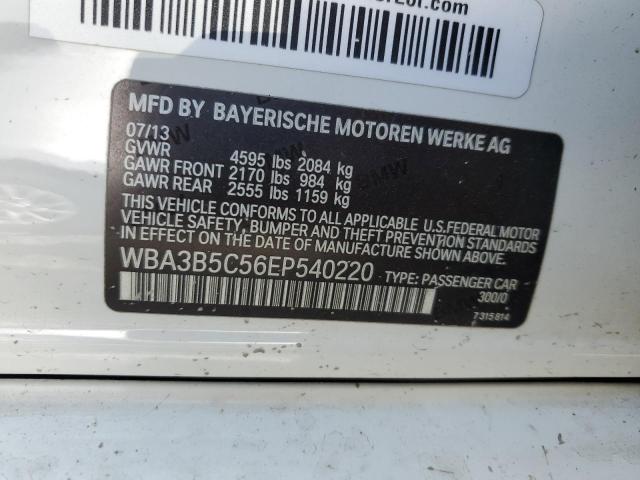 MFD BY BAYERISCHE MOTOREN WERKE AG
07/13
GVWR 4595 lbs 2084 kg
GAWR FRONT 2170 lbs 984 kg
GAWR REAR 2555 lbs 1159 kg
THIS VEHICLE CONFORMS TO ALL APPLICABLE U.S.FEDERAL MOTOR
VEHICLE SAFETY, BUMPER AND THEFT PREVENTION STANDARDS
IN EFFECT ON THE DATE OF MANUFACTURE SHOWN ABOVE.
WBA3B5C56EP540220 TYPE: PASSENGER CAR
300/0
7315814